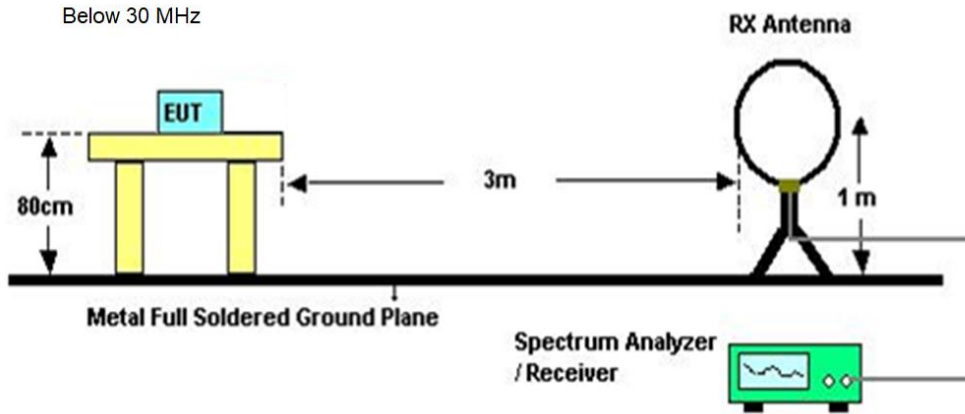 Below 30 MHz
RX Antenna
EUT
80cm
3m
1 m
Metal Full Soldered Ground Plane
Spectrum Analyzer
/ Receiver